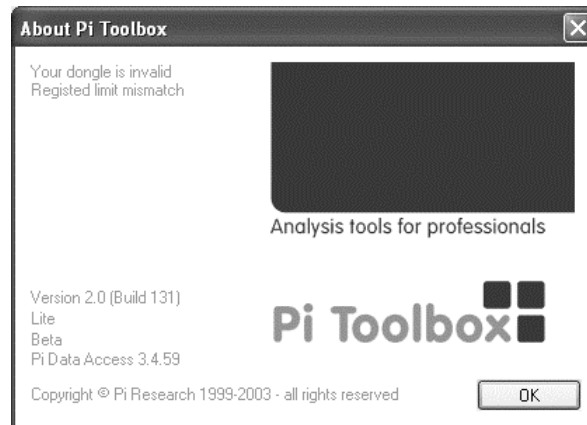 About Pi Toolbox
Your dongle is invalid
Registed limit mismatch
Analysis tools for professionals
Version 2.0 (Build 131)
Lite
Beta
Pi Data Access 3.4.59
Pi Toolbox
Copyright © Pi Research 1999-2003 - all rights reserved
OK